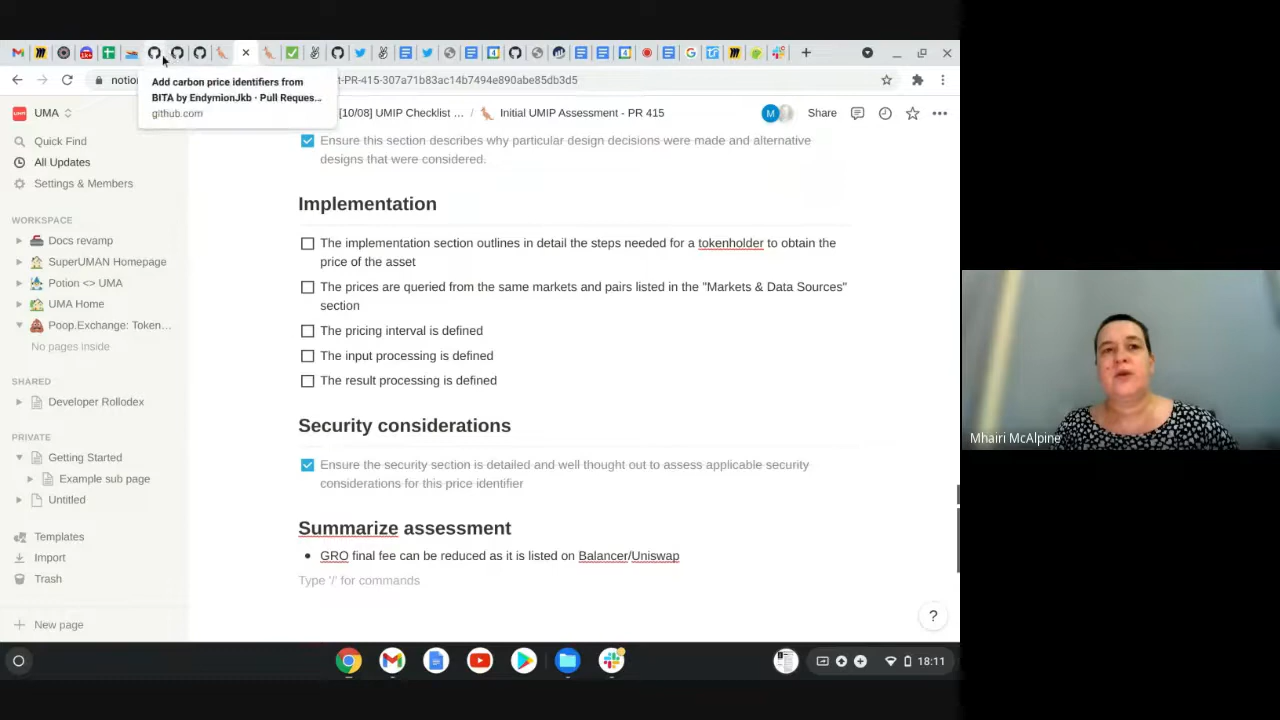 notio
t-PR-415-307a71b83ac14b7494e890abe85db3d5
Add carbon price identifiers from
BITA by EndymionJkb · Pull Reques...
github.com
UMA
[10/08] UMIP Checklist ... / Initial UMIP Assessment - PR 415
M
Share
Quick Find
All Updates
Settings & Members
WORKSPACE
Docs revamp
SuperUMAN Homepage
Potion <> UMA
UMA Home
Poop.Exchange: Token...
No pages inside
SHARED
Developer Rollodex
PRIVATE
Getting Started
Example sub page
Untitled
Templates
Import
Trash
New page
Ensure this section describes why particular design decisions were made and alternative
designs that were considered.
Implementation
The implementation section outlines in detail the steps needed for a tokenholder to obtain the
price of the asset
The prices are queried from the same markets and pairs listed in the "Markets & Data Sources"
section
The pricing interval is defined
The input processing is defined
The result processing is defined
Security considerations
Ensure the security section is detailed and well thought out to assess applicable security
considerations for this price identifier
Summarize assessment
GRO final fee can be reduced as it is listed on Balancer/Uniswap
Type '/' for commands
?
18:11
Mhairi McAlpine